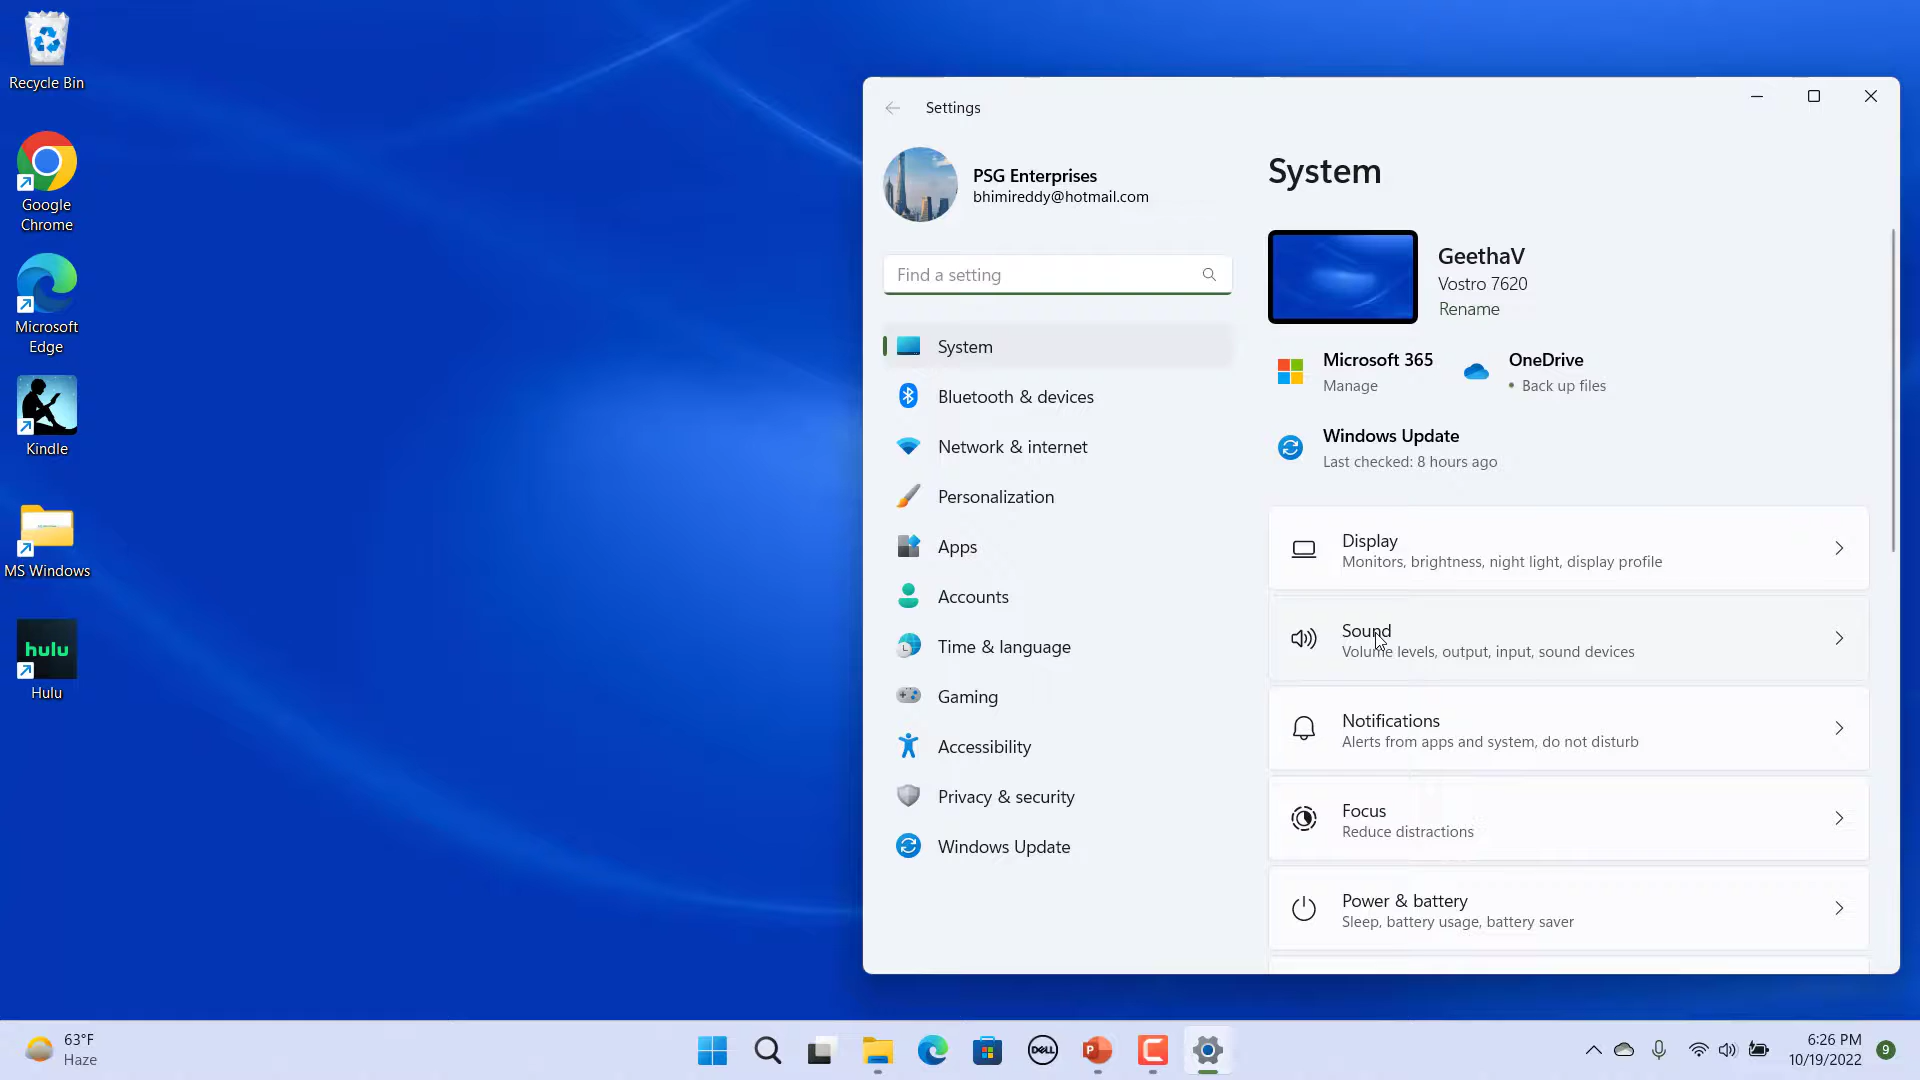 Recycle Bin
Google
Chrome
Microsoft
Edge
Kindle
MS Windows
hulu
Hulu
Settings
PSG Enterprises
bhimireddy@hotmail.com
Find a setting
System
Bluetooth & devices
Network & internet
Personalization
Apps
Accounts
Time & language
Gaming
Accessibility
Privacy & security
Windows Update
System
GeethaV
Vostro 7620
Rename
Microsoft 365
Manage
OneDrive
• Back up files
Windows Update
Last checked: 8 hours ago
Display
Monitors, brightness, night light, display profile
Sound
Volume levels, output, input, sound devices
Notifications
Alerts from apps and system, do not disturb
Focus
Reduce distractions
Power & battery
Sleep, battery usage, battery saver
63°F
Haze
DELL
P
C
6:26 PM
10/19/2022
9